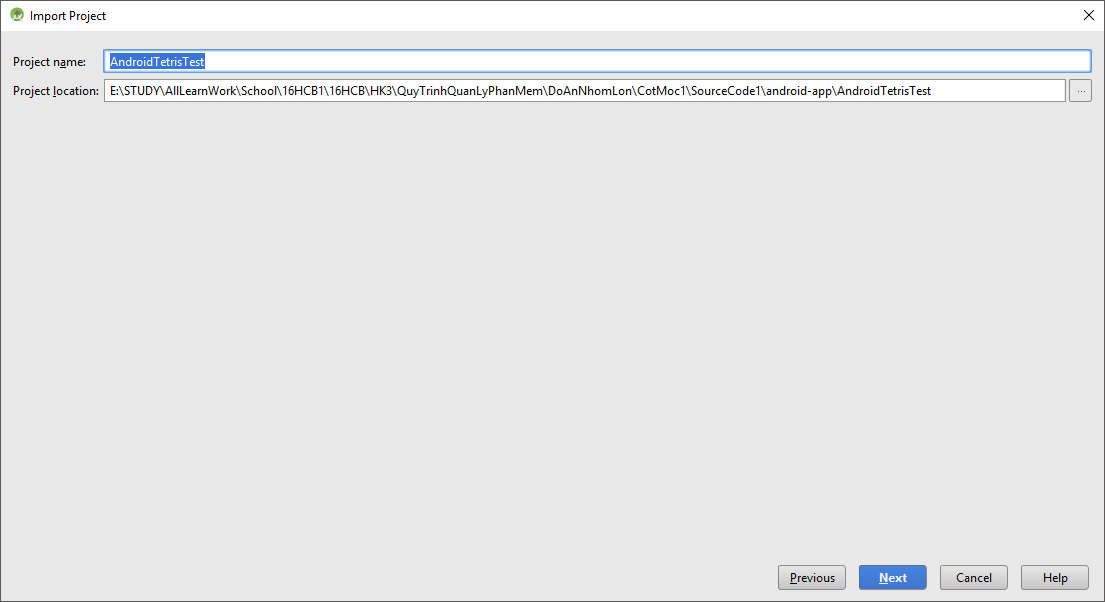 Import Project
Project name: AndroidTetrisTest
Project location: E:\STUDY\AllLearnWork\School\16HCB1\16HCB\HK3\QuyTrinhQuanLyPhanMem\DoAnNhomLon\CotMoc1\SourceCode1\android-app\AndroidTetrisTest ...
Previous Next Cancel Help